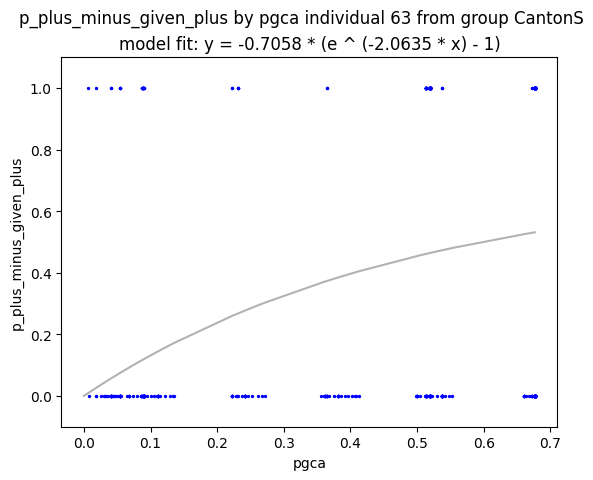 p_plus_minus_given_plus by pgca individual 63 from group CantonS
model fit: y = -0.7058 * (e ^ (-2.0635 * x) - 1)
1.0
0.8
0.6
0.4
0.2
0.0
p_plus_minus_given_plus
0.0 0.1 0.2 0.3 0.4 0.5 0.6 0.7
pgca